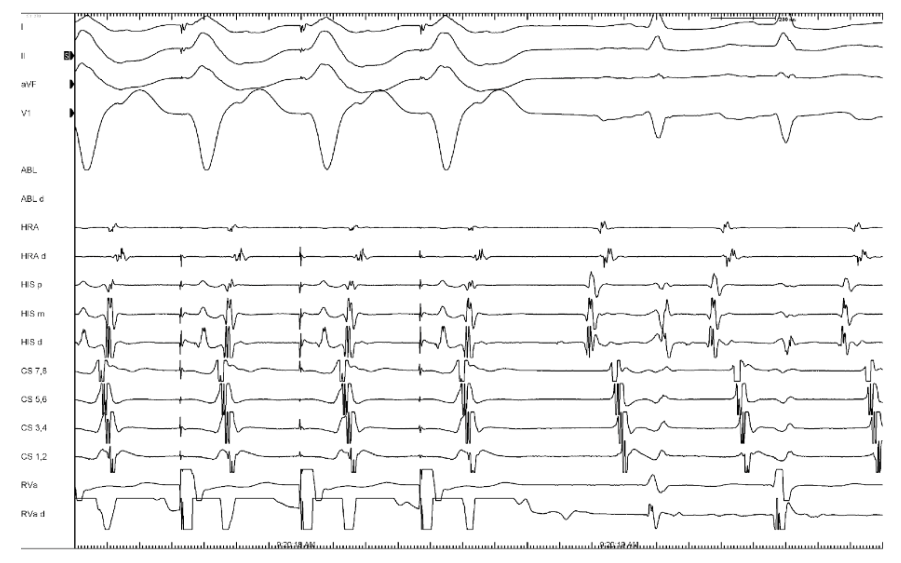 I
II
S
aVF
V1
ABL
ABL d
HRA
HRA d
HIS p
HIS m
HIS d
CS 7,8
CS 5,6
CS 3,4
CS 1,2
RVa
RVa d